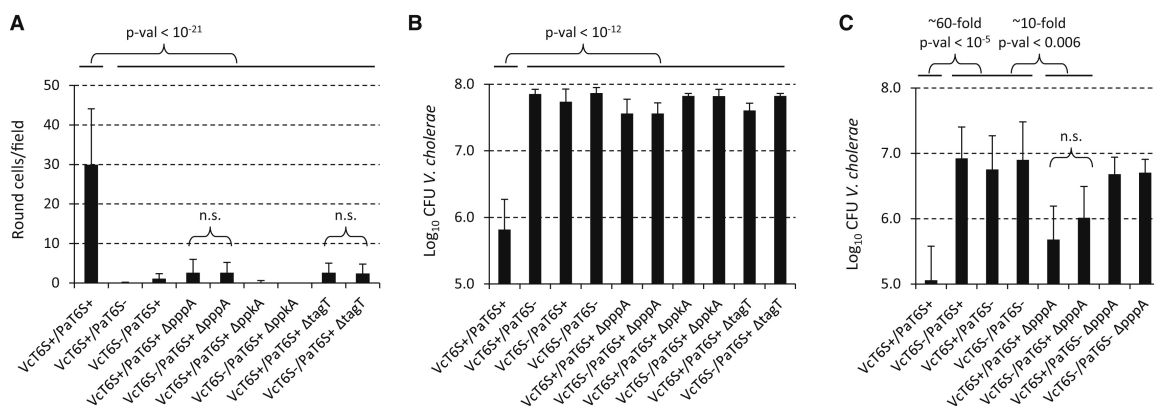 A
p-val < 10⁻²¹
Round cells/field
50
40
30
20
10
0
n.s.
n.s.
VcT6S+/PaT6S+
VcT6S+/PaT6S-
VcT6S-/PaT6S+
VcT6S+/PaT6S+ ΔpppA
VcT6S-/PaT6S+ ΔpppA
VcT6S+/PaT6S+ ΔppkA
VcT6S-/PaT6S+ ΔppkA
VcT6S+/PaT6S+ ΔtagT
VcT6S-/PaT6S+ ΔtagT
B
p-val < 10⁻¹²
Log₁₀ CFU V. cholerae
8.0
7.0
6.0
5.0
VcT6S+/PaT6S+
VcT6S+/PaT6S-
VcT6S-/PaT6S+
VcT6S-/PaT6S-
VcT6S+/PaT6S+ ΔpppA
VcT6S-/PaT6S+ ΔpppA
VcT6S+/PaT6S+ ΔppkA
VcT6S-/PaT6S+ ΔppkA
VcT6S+/PaT6S+ ΔtagT
VcT6S-/PaT6S+ ΔtagT
C
~60-fold
p-val < 10⁻⁵
~10-fold
p-val < 0.006
Log₁₀ CFU V. cholerae
8.0
7.0
6.0
5.0
n.s.
VcT6S+/PaT6S+
VcT6S-/PaT6S+
VcT6S+/PaT6S-
VcT6S-/PaT6S-
VcT6S+/PaT6S+ ΔpppA
VcT6S-/PaT6S+ ΔpppA
VcT6S+/PaT6S- ΔpppA
VcT6S-/PaT6S- ΔpppA